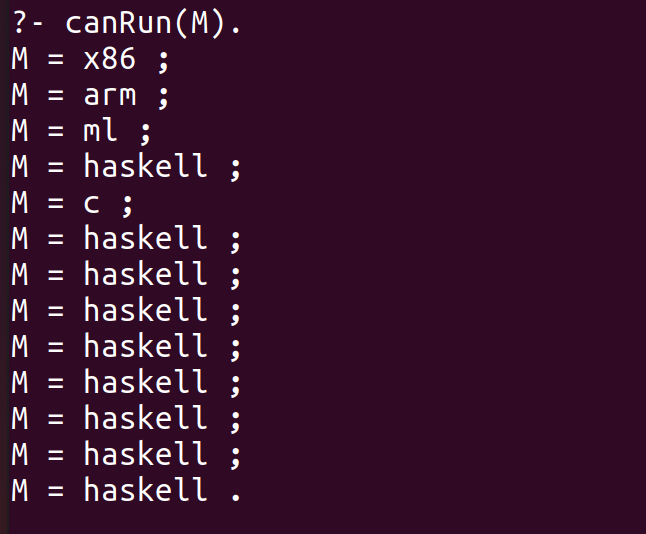 ?- canRun(M).
M = x86 ;
M = arm ;
M = ml ;
M = haskell ;
M = c ;
M = haskell ;
M = haskell ;
M = haskell ;
M = haskell ;
M = haskell ;
M = haskell ;
M = haskell ;
M = haskell .